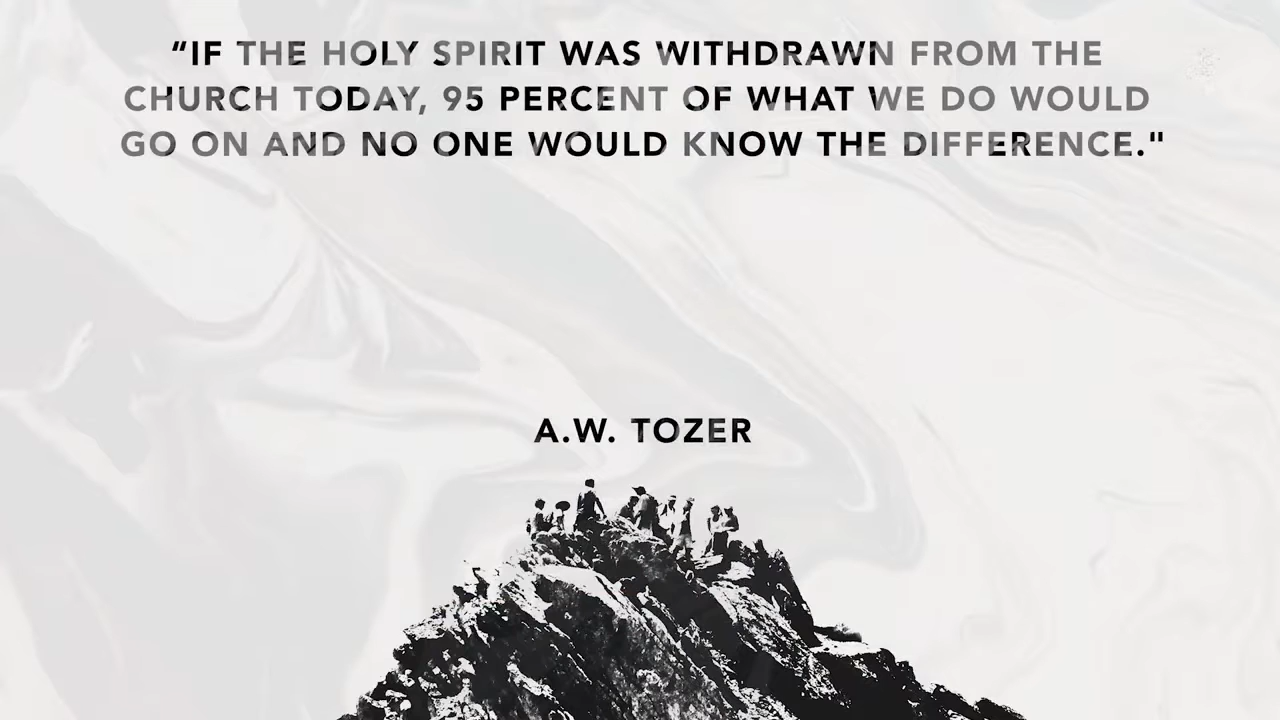 “IF THE HOLY SPIRIT WAS WITHDRAWN FROM THE
CHURCH TODAY, 95 PERCENT OF WHAT WE DO WOULD
GO ON AND NO ONE WOULD KNOW THE DIFFERENCE."
A.W. TOZER